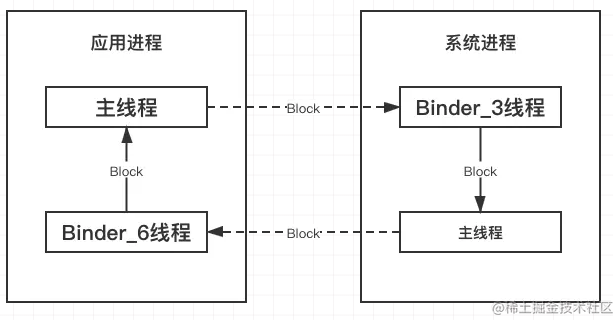 应用进程
系统进程
主线程
Block
Binder_3线程
Block
Block
Binder_6线程
Block
主线程
@稀土掘金技术社区